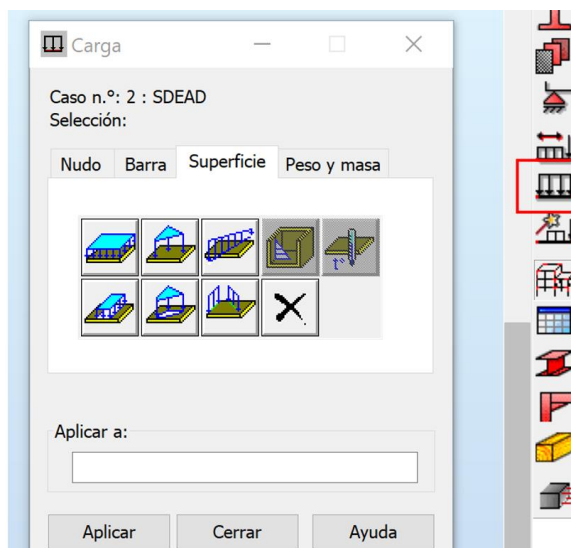 Carga
Caso n.º: 2 : SDEAD
Selección:
Nudo Barra Superficie Peso y masa
t°
Aplicar a:
Aplicar Cerrar Ayuda